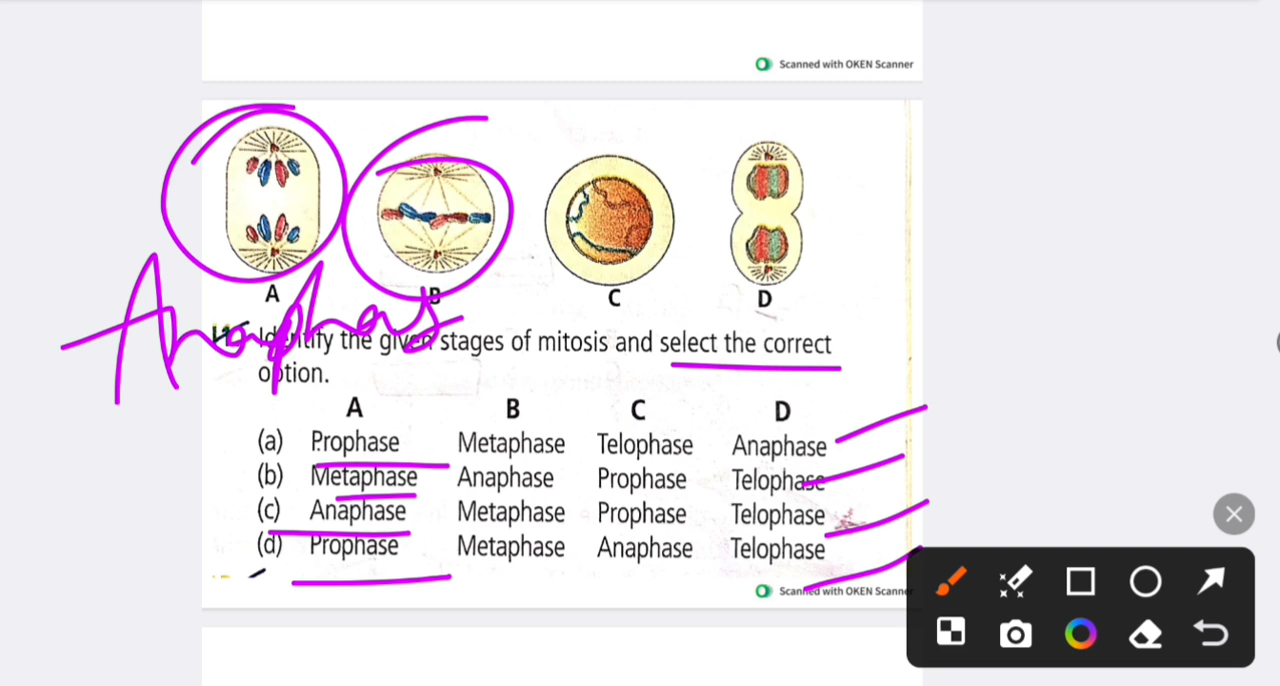 Scanned with OKEN Scanner
A B C D
Anaphas
Identify the given stages of mitosis and select the correct
option.
A B C D
(a) Prophase Metaphase Telophase Anaphase
(b) Metaphase Anaphase Prophase Telophase
(c) Anaphase Metaphase Prophase Telophase
(d) Prophase Metaphase Anaphase Telophase
Scanned with OKEN Scanner